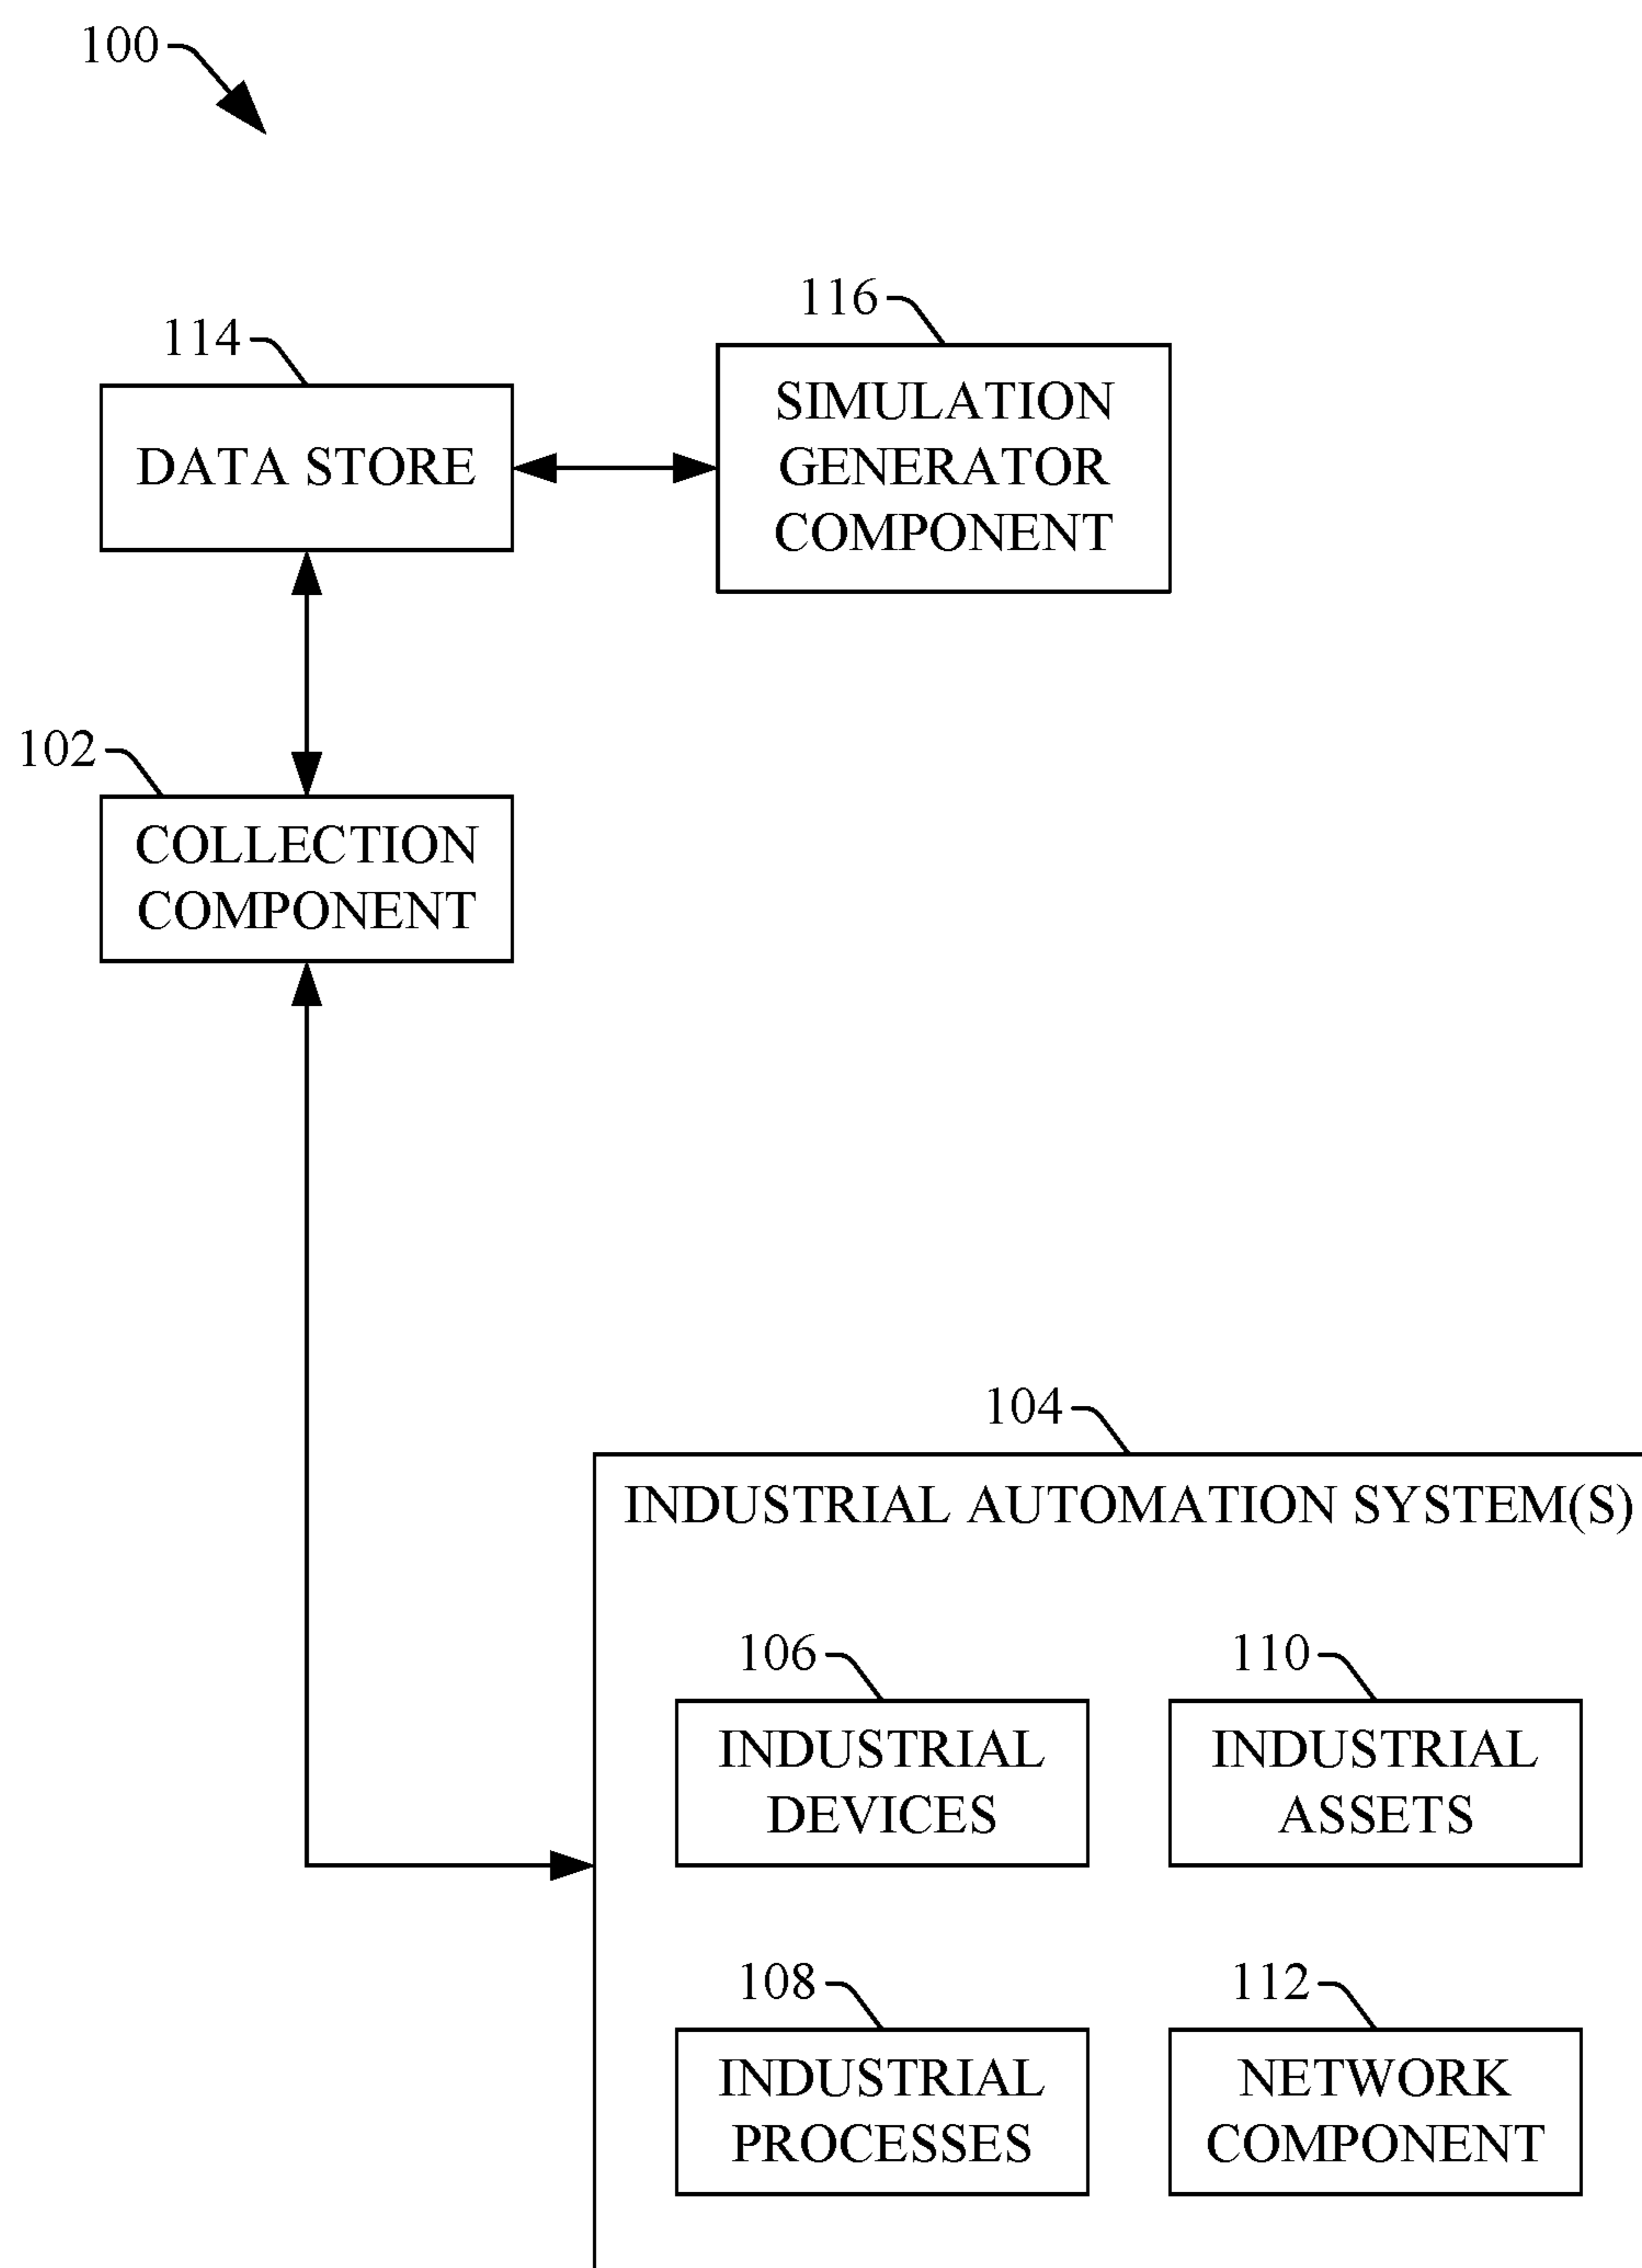 100
116
114
SIMULATION
GENERATOR
COMPONENT
DATA STORE
102
COLLECTION
COMPONENT
104
INDUSTRIAL AUTOMATION SYSTEM(S)
106
110
INDUSTRIAL
DEVICES
INDUSTRIAL
ASSETS
108
112
INDUSTRIAL
PROCESSES
NETWORK
COMPONENT